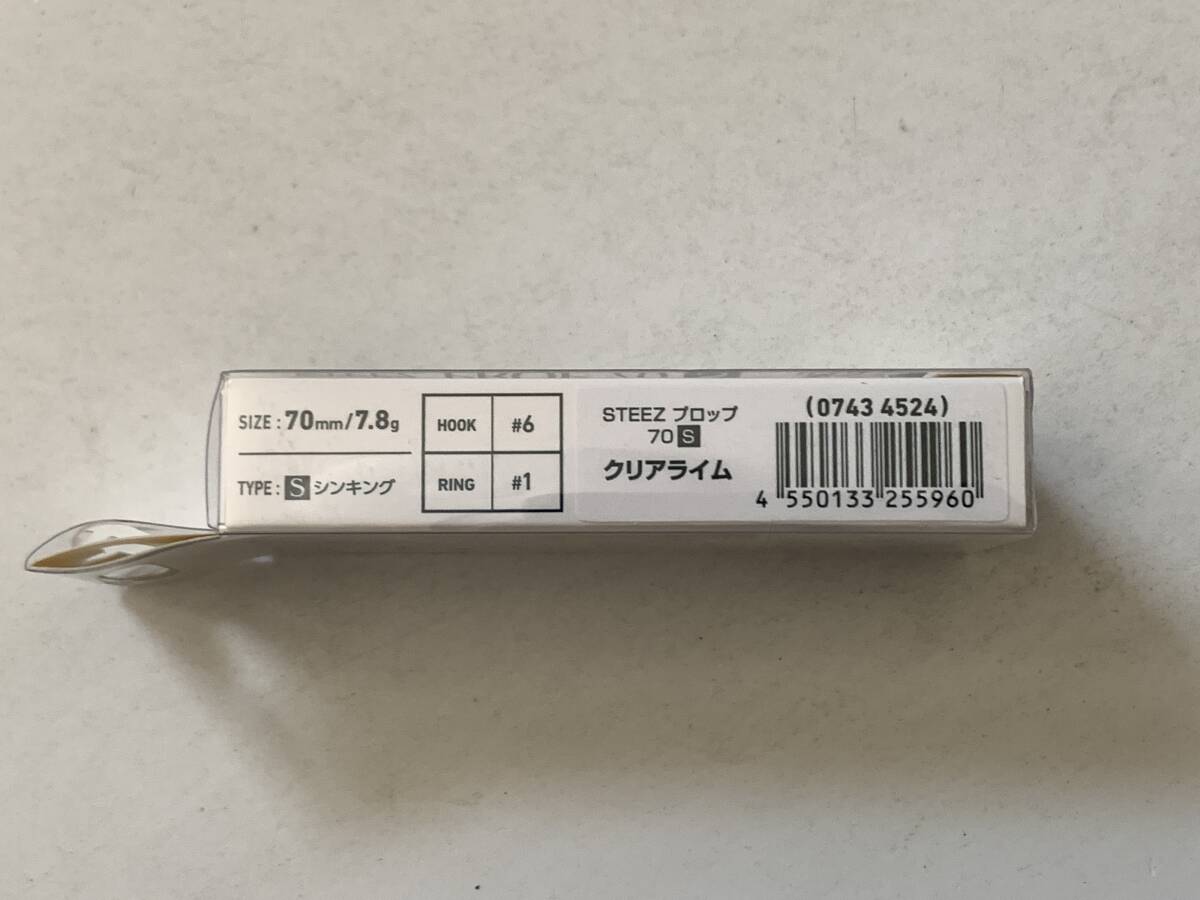 SIZE : 70mm/7.8g
TYPE : S シンキング
HOOK #6
RING #1
STEEZ プロップ
70 S
クリアライム
(0743 4524)
4 550133 255960